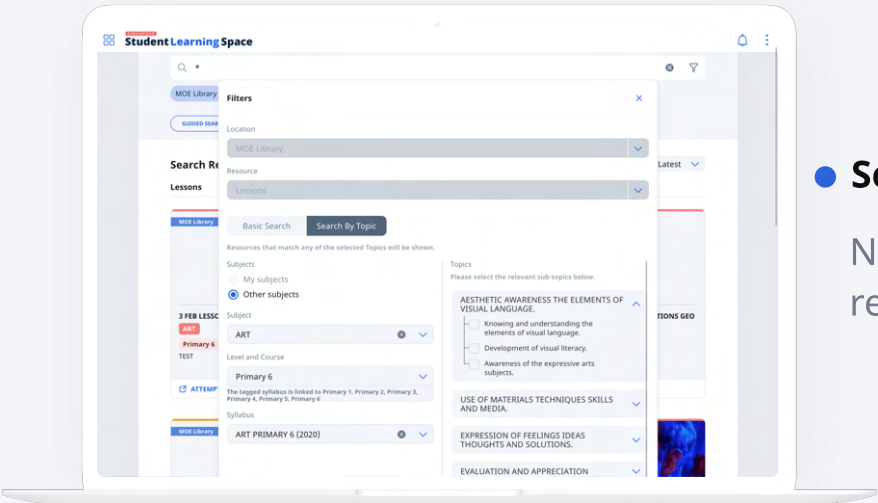 SINGAPORE
Student Learning Space
*
MOE Library
GUIDED SEAR
Filters
Location
MOE Library
Resource
Lessons
Search Re
Latest
Lessons
Basic Search
Search By Topic
Resources that match any of the selected Topics will be shown.
MOE Library
Subjects
My subjects
Other subjects
Subject
ART
Level and Course
Primary 6
The tagged syllabus is linked to Primary 1, Primary 2, Primary 3,
Primary 4, Primary 5, Primary 6
Syllabus
ART PRIMARY 6 (2020)
Topics
Please select the relevant sub-topics below.
AESTHETIC AWARENESS THE ELEMENTS OF
VISUAL LANGUAGE.
Knowing and understanding the
elements of visual language.
Development of visual literacy.
Awareness of the expressive arts
subjects.
USE OF MATERIALS TECHNIQUES SKILLS
AND MEDIA.
EXPRESSION OF FEELINGS IDEAS
THOUGHTS AND SOLUTIONS.
EVALUATION AND APPRECIATION
3 FEB LESSC
ART
Primary 6
TEST
ATTEMP
MOE Library
TIONS GEO
N
re